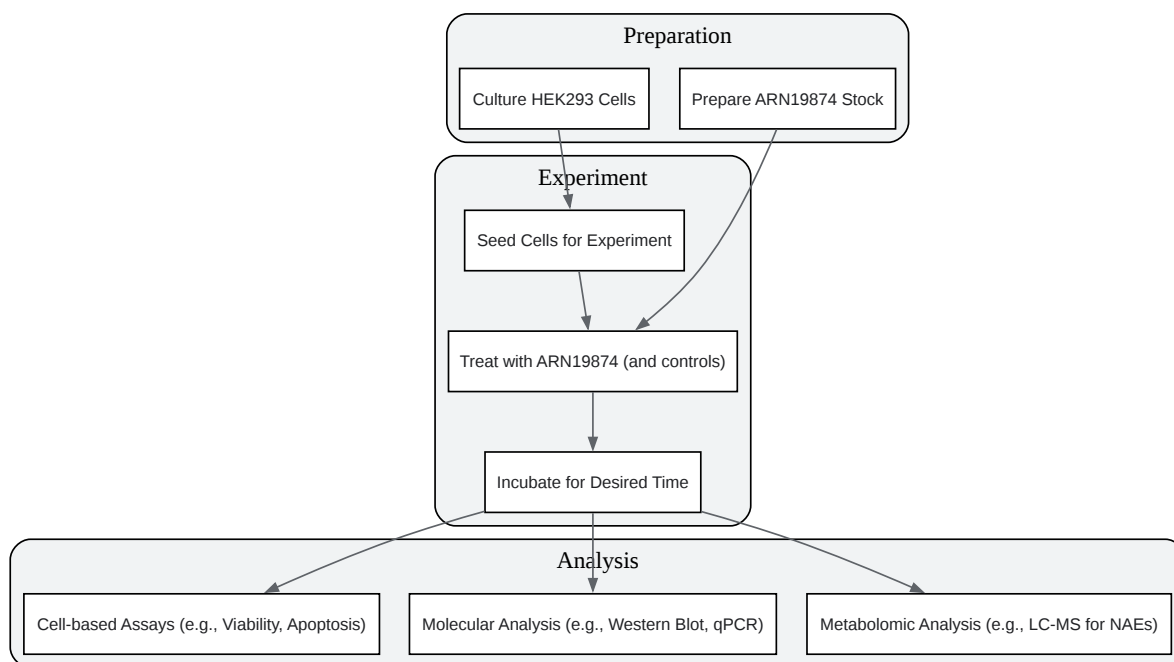 Preparation
Culture HEK293 Cells
Prepare ARN19874 Stock
Experiment
Seed Cells for Experiment
Treat with ARN19874 (and controls)
Incubate for Desired Time
Analysis
Cell-based Assays (e.g., Viability, Apoptosis)
Molecular Analysis (e.g., Western Blot, qPCR)
Metabolomic Analysis (e.g., LC-MS for NAEs)